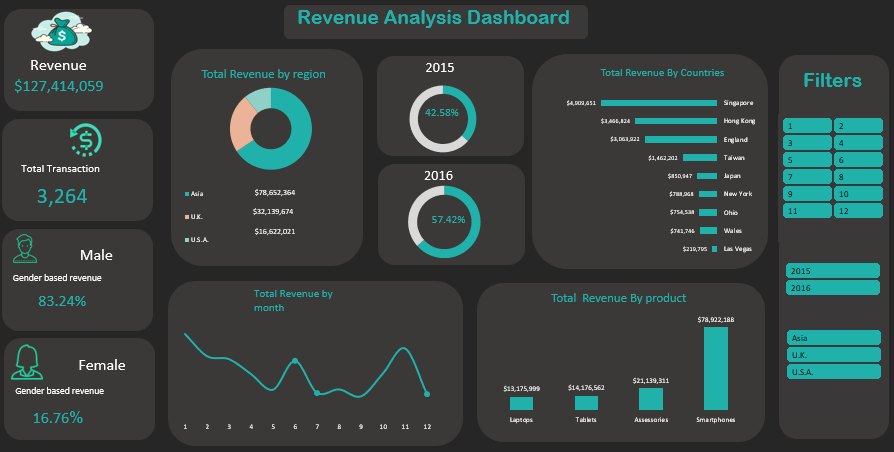 Revenue Analysis Dashboard
Revenue
$127,414,059
Total Transaction
3,264
Male
Gender based revenue
83.24%
Female
Gender based revenue
16.76%
Total Revenue by region
Asia $78,652,364
U.K. $32,139,674
U.S.A. $16,622,021
2015
42.58%
2016
57.42%
Total Revenue By Countries
$4,909,651 Singapore
$3,466,824 Hong Kong
$3,063,922 England
$1,462,202 Taiwan
$850,947 Japan
$788,968 New York
$754,538 Ohio
$741,746 Wales
$219,795 Las Vegas
Total Revenue by
month
1 2 3 4 5 6 7 8 9 10 11 12
Total Revenue By product
$13,175,999
$14,176,562
$21,139,311
$78,922,188
Laptops Tablets Assessories Smartphones
Filters
1 2
3 4
5 6
7 8
9 10
11 12
2015
2016
Asia
U.K.
U.S.A.